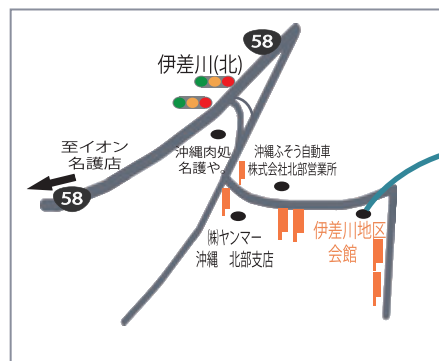 58
伊差川(北)
至イオン
名護店
沖縄肉処
名護や。
沖縄ふそう自動車
株式会社北部営業所
58
㈱ヤンマー
沖縄　北部支店
伊差川地区
会館